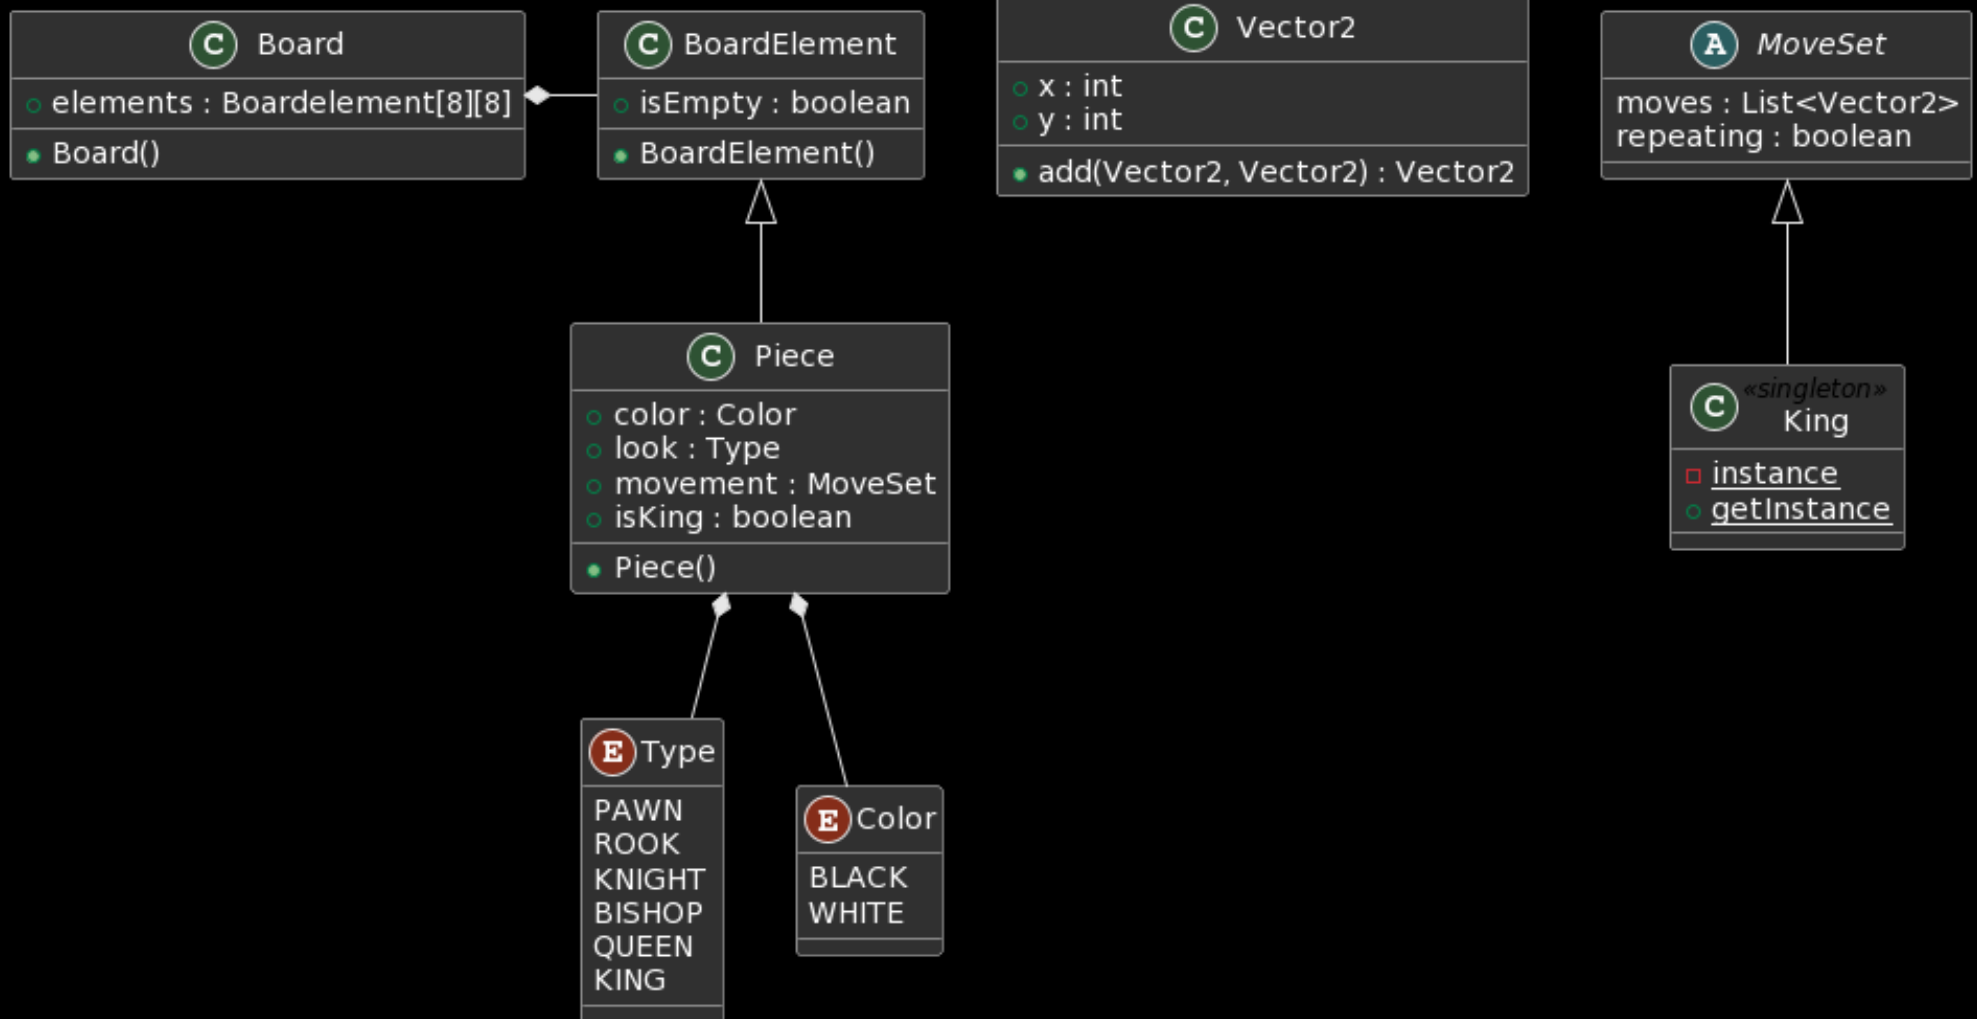 C Board
elements : Boardelement[8][8]
Board()
C BoardElement
isEmpty : boolean
BoardElement()
C Vector2
x : int
y : int
add(Vector2, Vector2) : Vector2
A MoveSet
moves : List<Vector2>
repeating : boolean
C Piece
color : Color
look : Type
movement : MoveSet
isKing : boolean
Piece()
«singleton»
C King
instance
getInstance
E Type
PAWN
ROOK
KNIGHT
BISHOP
QUEEN
KING
E Color
BLACK
WHITE